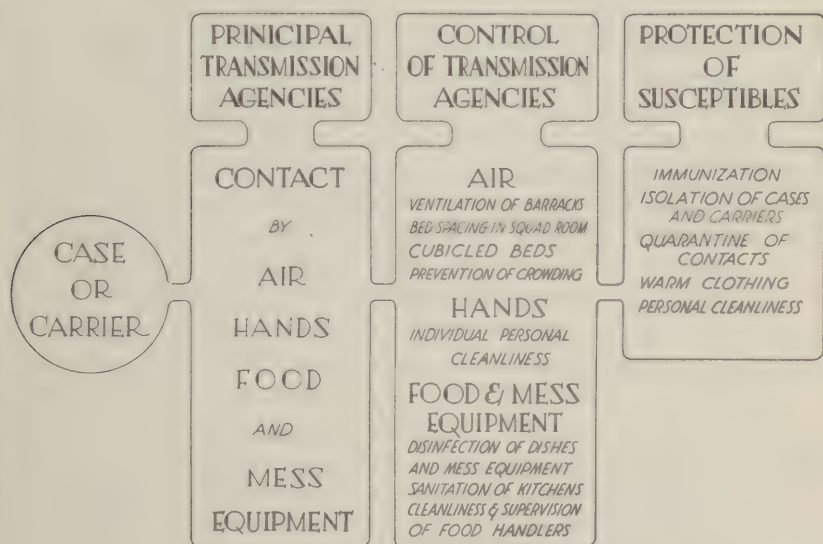 CASE
OR
CARRIER
PRINICIPAL
TRANSMISSION
AGENCIES
CONTACT
BY
AIR
HANDS
FOOD
AND
MESS
EQUIPMENT
CONTROL
OF TRANSMISSION
AGENCIES
AIR
VENTILATION OF BARRACKS
BED SPACING IN SQUAD ROOM
CUBICLED BEDS
PREVENTION OF CROWDING
HANDS
INDIVIDUAL PERSONAL
CLEANLINESS
FOOD & MESS
EQUIPMENT
DISINFECTION OF DISHES
AND MESS EQUIPMENT
SANITATION OF KITCHENS
CLEANLINESS & SUPERVISION
OF FOOD HANDLERS
PROTECTION
OF
SUSCEPTIBLES
IMMUNIZATION
ISOLATION OF CASES
AND CARRIERS
QUARANTINE OF
CONTACTS
WARM CLOTHING
PERSONAL CLEANLINESS